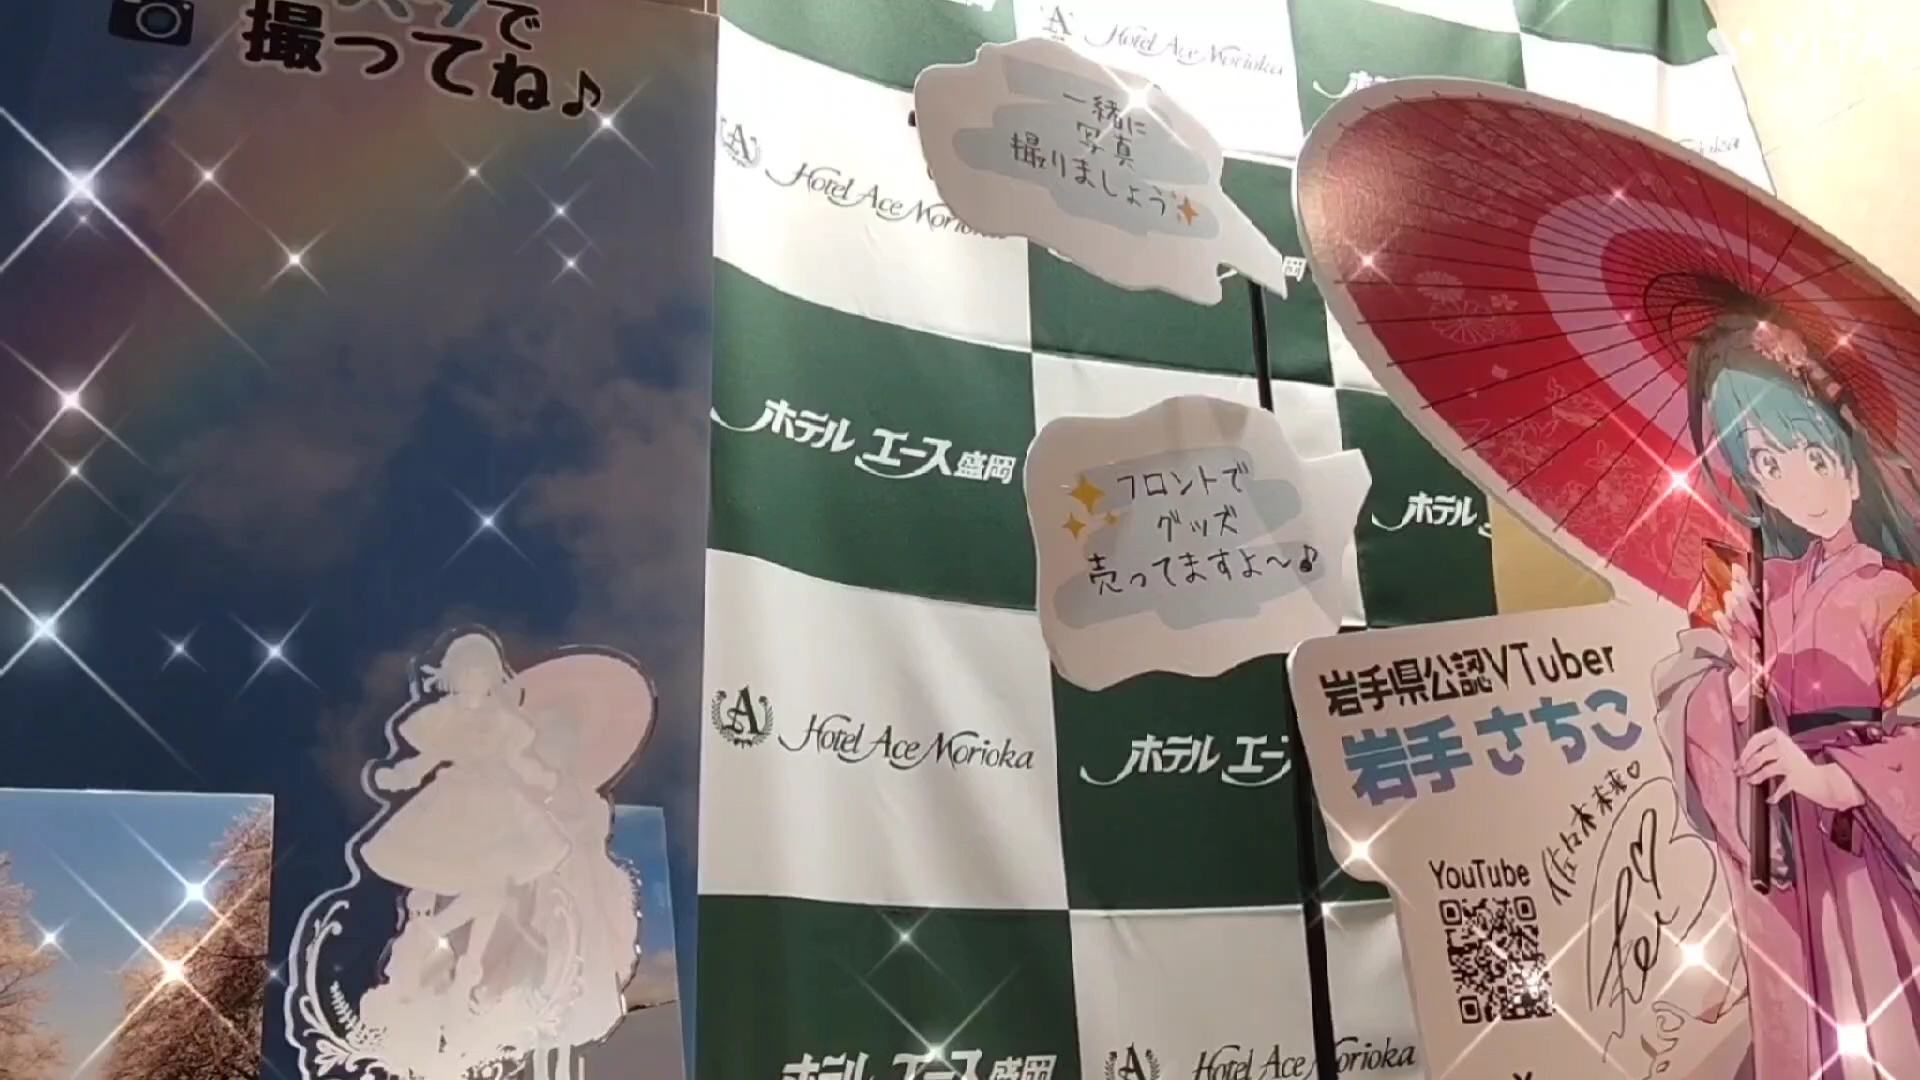 で
撮ってね♪
Hotel Ace Morioka
一緒に
写真
撮りましょう
Hotel Ace
ホテル エース 盛岡
フロントで
グッズ
売ってますよ～♪
ホテル
岩手県公認VTuber
岩手さちこ
佐々木未来♡
Hotel Ace Morioka
ホテル エー
YouTube
ホテル エース 盛岡
Hotel Ace Morioka